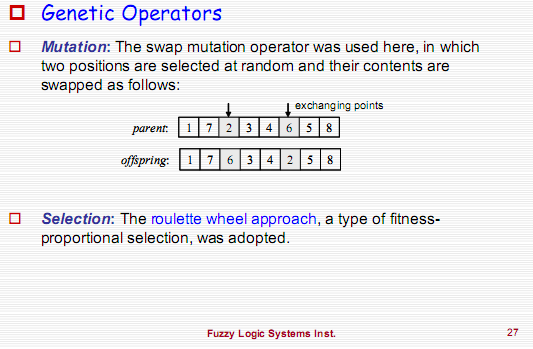 Genetic Operators
Mutation: The swap mutation operator was used here, in which
two positions are selected at random and their contents are
swapped as follows:
exchanging points
parent: 1 7 2 3 4 6 5 8
offspring: 1 7 6 3 4 2 5 8
Selection: The roulette wheel approach, a type of fitness-
proportional selection, was adopted.
Fuzzy Logic Systems Inst. 27